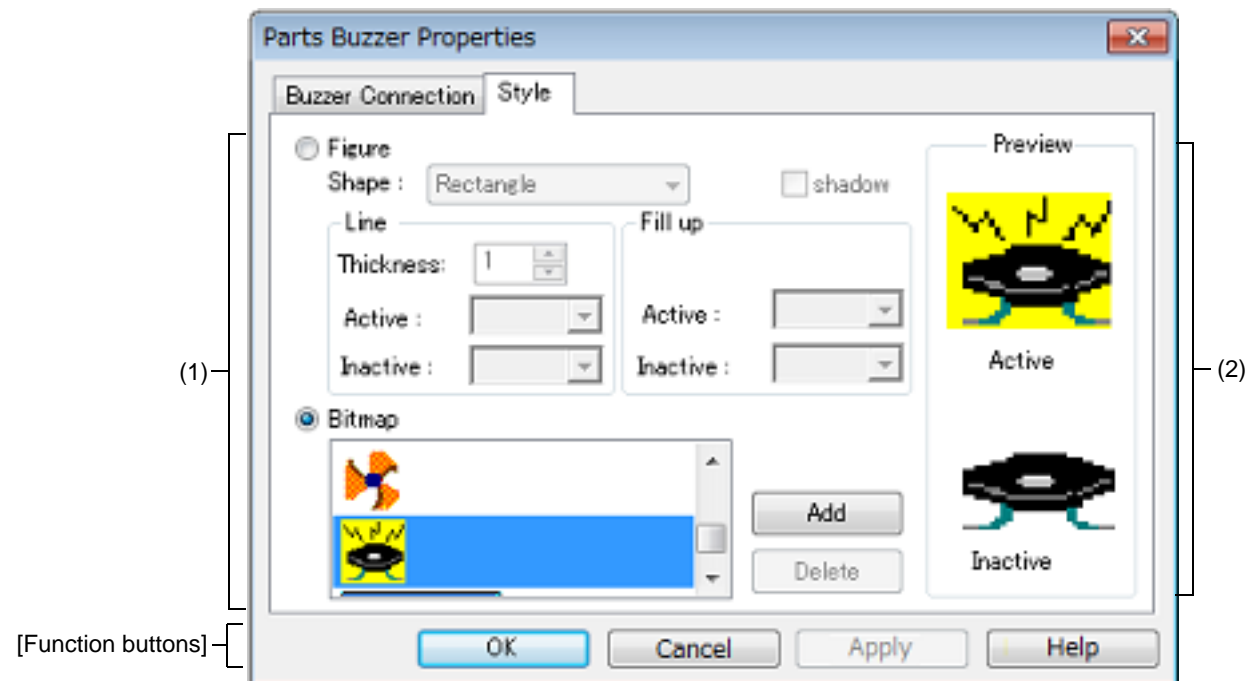 Parts Buzzer Properties
Buzzer Connection
Style
Figure
Shape :
Rectangle
shadow
Line
Thickness:
1
Active :
Inactive :
Fill up
Active :
Inactive :
Bitmap
Add
Delete
Preview
Active
Inactive
(1)
(2)
[Function buttons]
OK
Cancel
Apply
Help